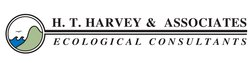 H. T. HARVEY & ASSOCIATES
ECOLOGICAL CONSULTANTS